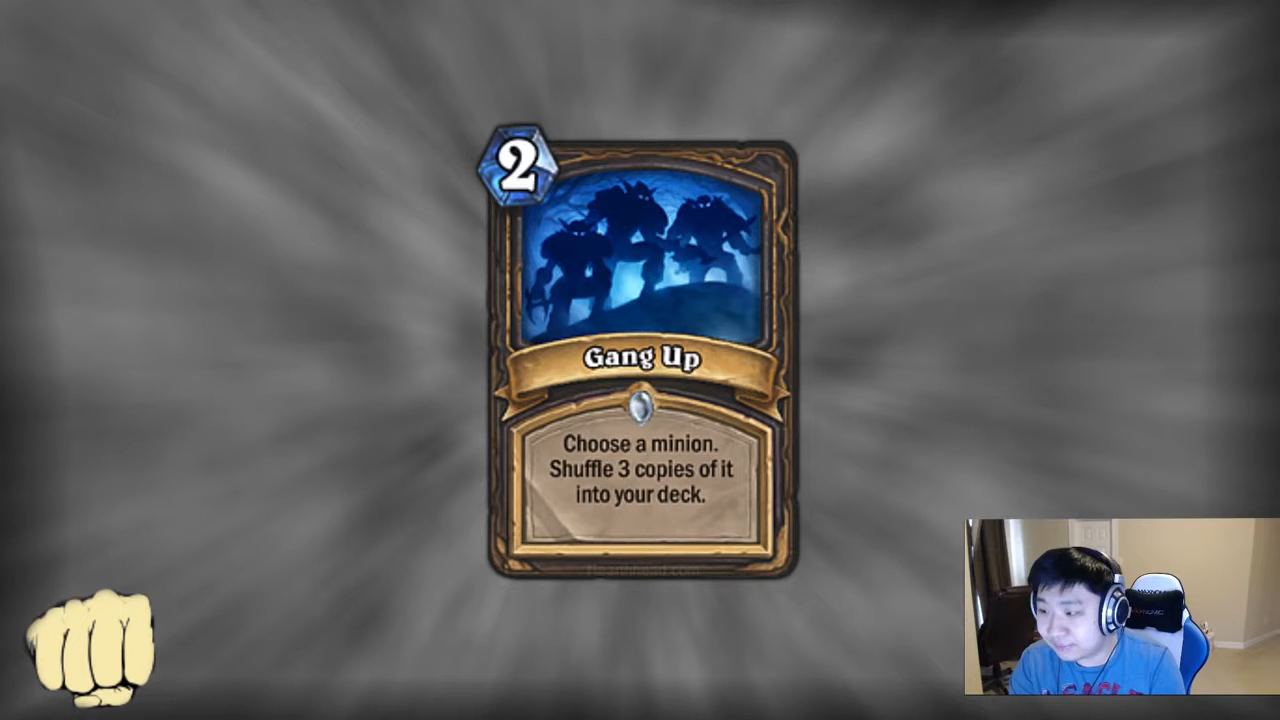 2
Gang Up
Choose a minion.
Shuffle 3 copies of it
into your deck.